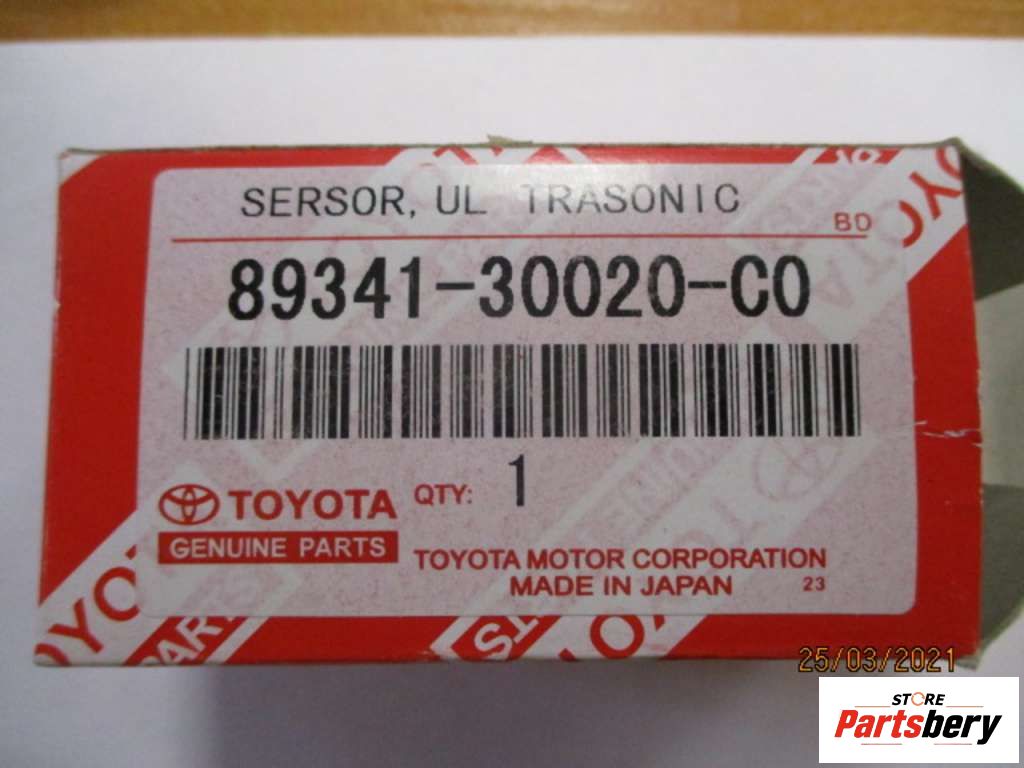 SERSOR, UL TRASONIC
BD
89341-30020-C0
TOYOTA
GENUINE PARTS
QTY: 1
TOYOTA MOTOR CORPORATION
MADE IN JAPAN 23
25/03/2021
STORE
Partsbery